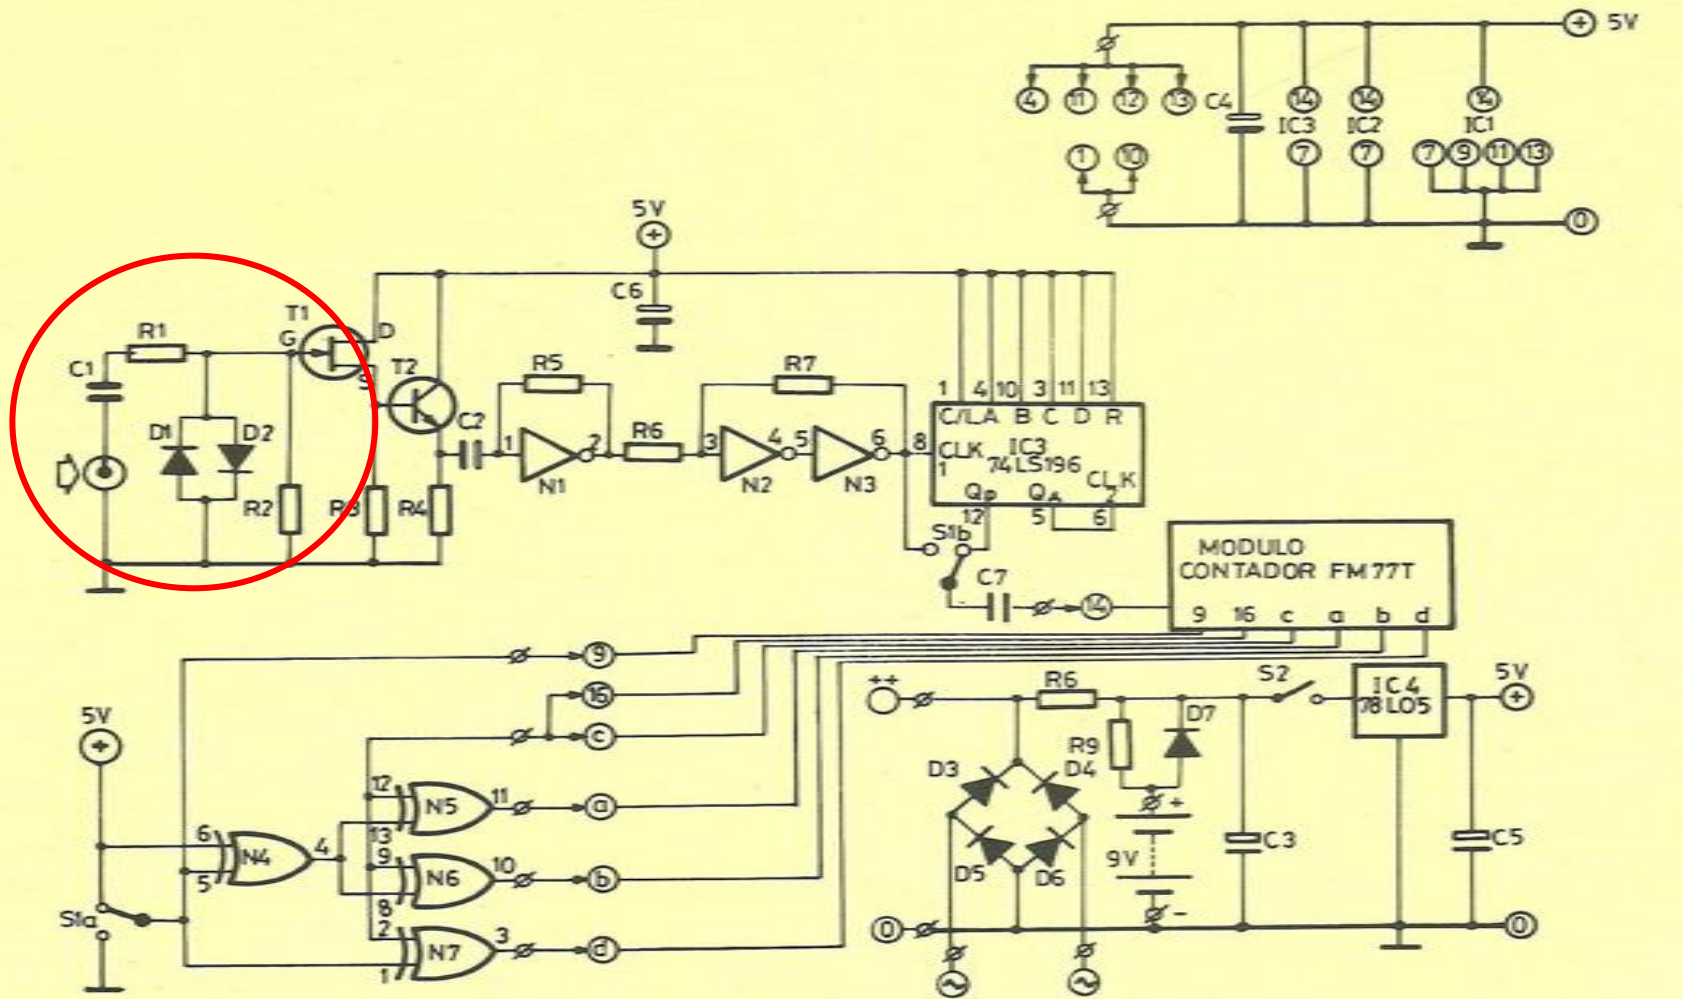 5V
4 11 12 13 C4 14 14 14
IC3 IC2 IC1
1 10 7 7 7 9 11 13
0
5V
C6
T1
R1 G D
C1 S T2
R5 R7
D1 D2 C2
1 2 R6 3 4 5 6 8
N1 N2 N3
R2 R3 R4
1 4 10 3 11 13
C/L A B C D R
CLK 1 IC3
74LS196
CLK 2
QD QA
12 5 6
S1b
C7 14
MODULO
CONTADOR FM77T
9 16 c a b d
9
16
c
5V
12 N5 11 a
13
6 N4 4
5
9 N6 10 b
8
S1a
2 N7 3 d
1
++ R6 S2 IC4
78L05 5V
R9 D7
D3 D4
+
9V C3 C5
D5 D6
-
0 0
~ ~